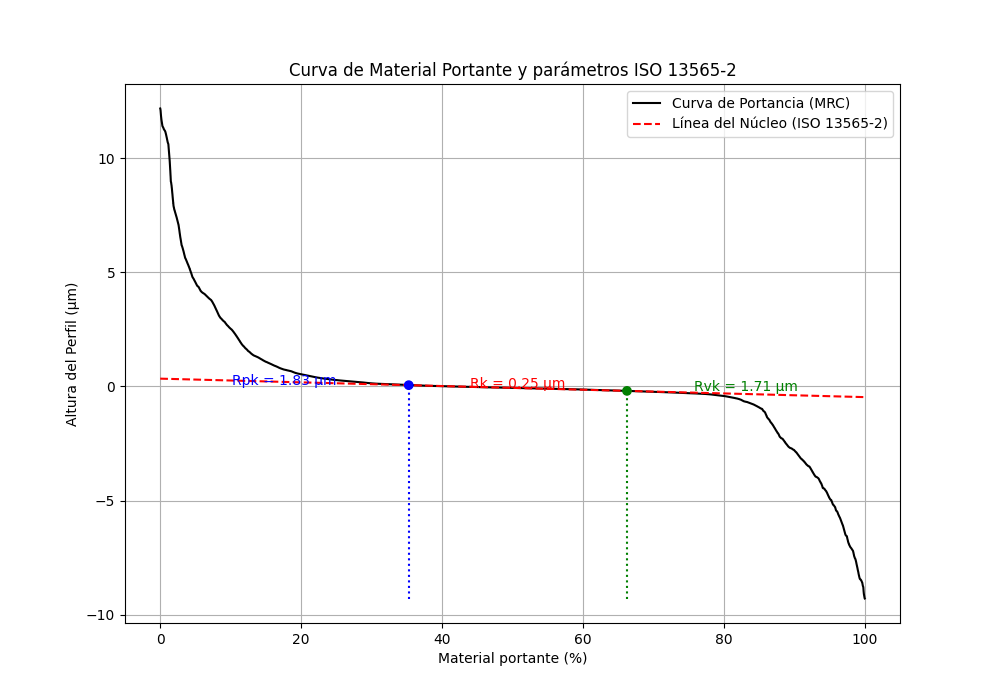 Curva de Material Portante y parámetros ISO 13565-2
Curva de Portancia (MRC)
Línea del Núcleo (ISO 13565-2)
Altura del Perfil (µm)
10
5
0
−5
−10
Rpk = 1.83 µm
Rk = 0.25 µm
Rvk = 1.71 µm
0
20
40
60
80
100
Material portante (%)